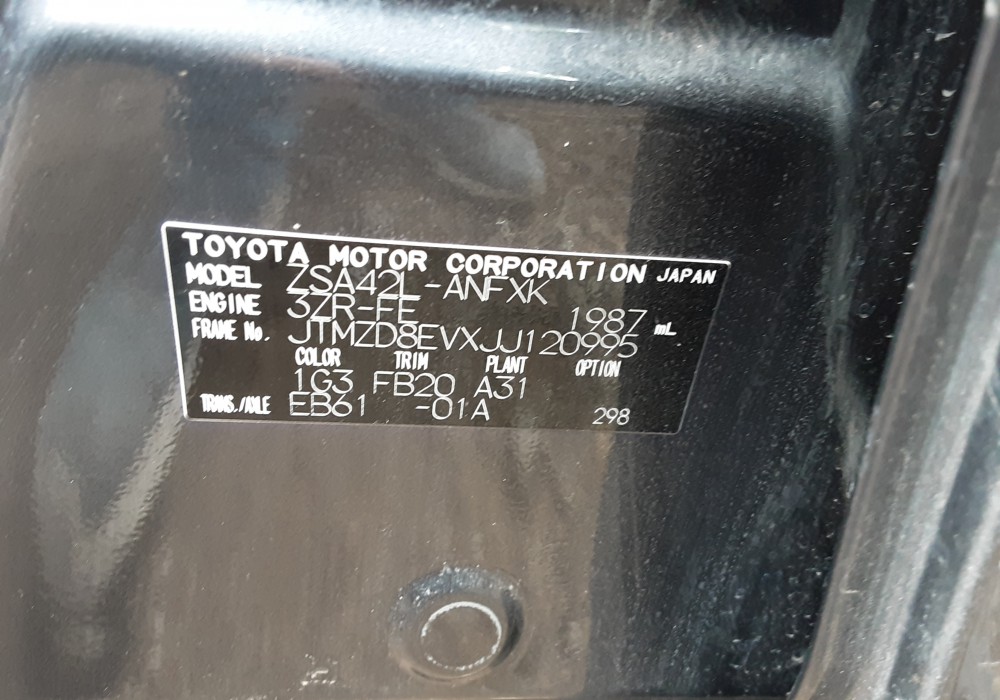 TOYOTA MOTOR CORPORATION JAPAN
MODEL ZSA42L-ANFXK
ENGINE 3ZR-FE 1987 mL
FRAME No. JTMZD8EVXJJ120995
COLOR TRIM PLANT OPTION
1G3 FB20 A31
TRANS./AXLE EB61 -01A 298